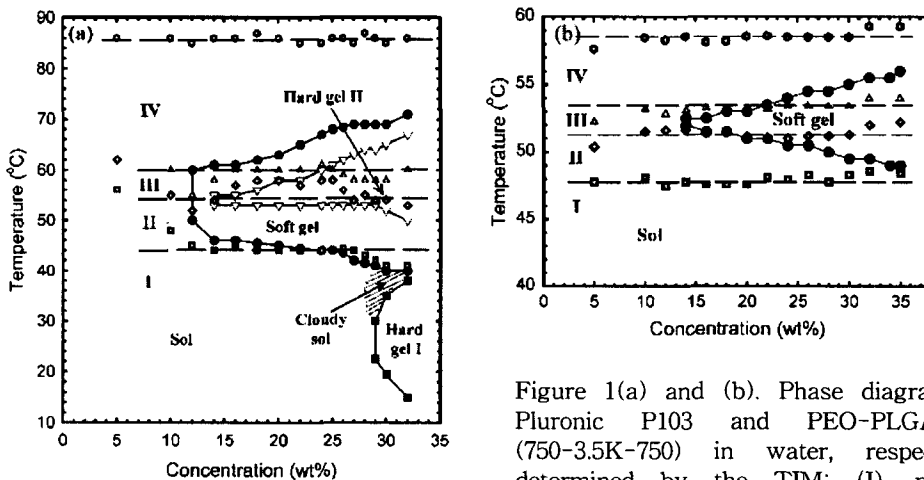 (a)
90
80
70
60
50
40
30
20
10
Temperature (°C)
IV
III
II
I
Hard gel II
Soft gel
Cloudy sol
Hard gel I
Sol
0 5 10 15 20 25 30 35
Concentration (wt%)
(b)
60
55
50
45
40
Temperature (°C)
IV
III
II
I
Soft gel
Sol
0 5 10 15 20 25 30 35
Concentration (wt%)
Figure 1(a) and (b). Phase diagra
Pluronic P103 and PEO-PLGA
(750-3.5K-750) in water, respe
determined by the TIM: (I)